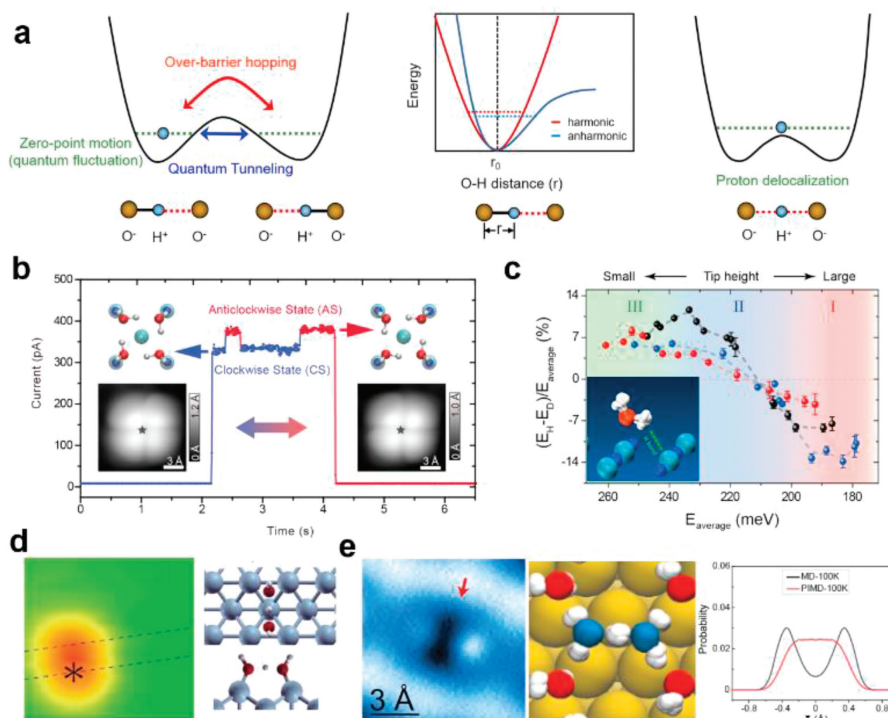 a
Over-barrier hopping
Zero-point motion
(quantum fluctuation)
Quantum Tunneling
O⁻ H⁺ O⁻ O⁻ H⁺ O⁻
Energy
harmonic
anharmonic
r₀
O-H distance (r)
r
Proton delocalization
O⁻ H⁺ O⁻
b
500
400
300
200
100
0
Current (pA)
Anticlockwise State (AS)
Clockwise State (CS)
0 Å 1.2 Å
3 Å
0 Å 1.0 Å
3 Å
0 1 2 3 4 5 6
Time (s)
c
Small Tip height Large
III II I
14
7
0
-7
-14
(E_H-E_D)/E_average (%)
260 240 220 200 180
E_average (meV)
d
e
3 Å
0.06
0.04
0.02
0.00
Probability
MD-100K
PIMD-100K
-0.8 -0.4 0.0 0.4 0.8